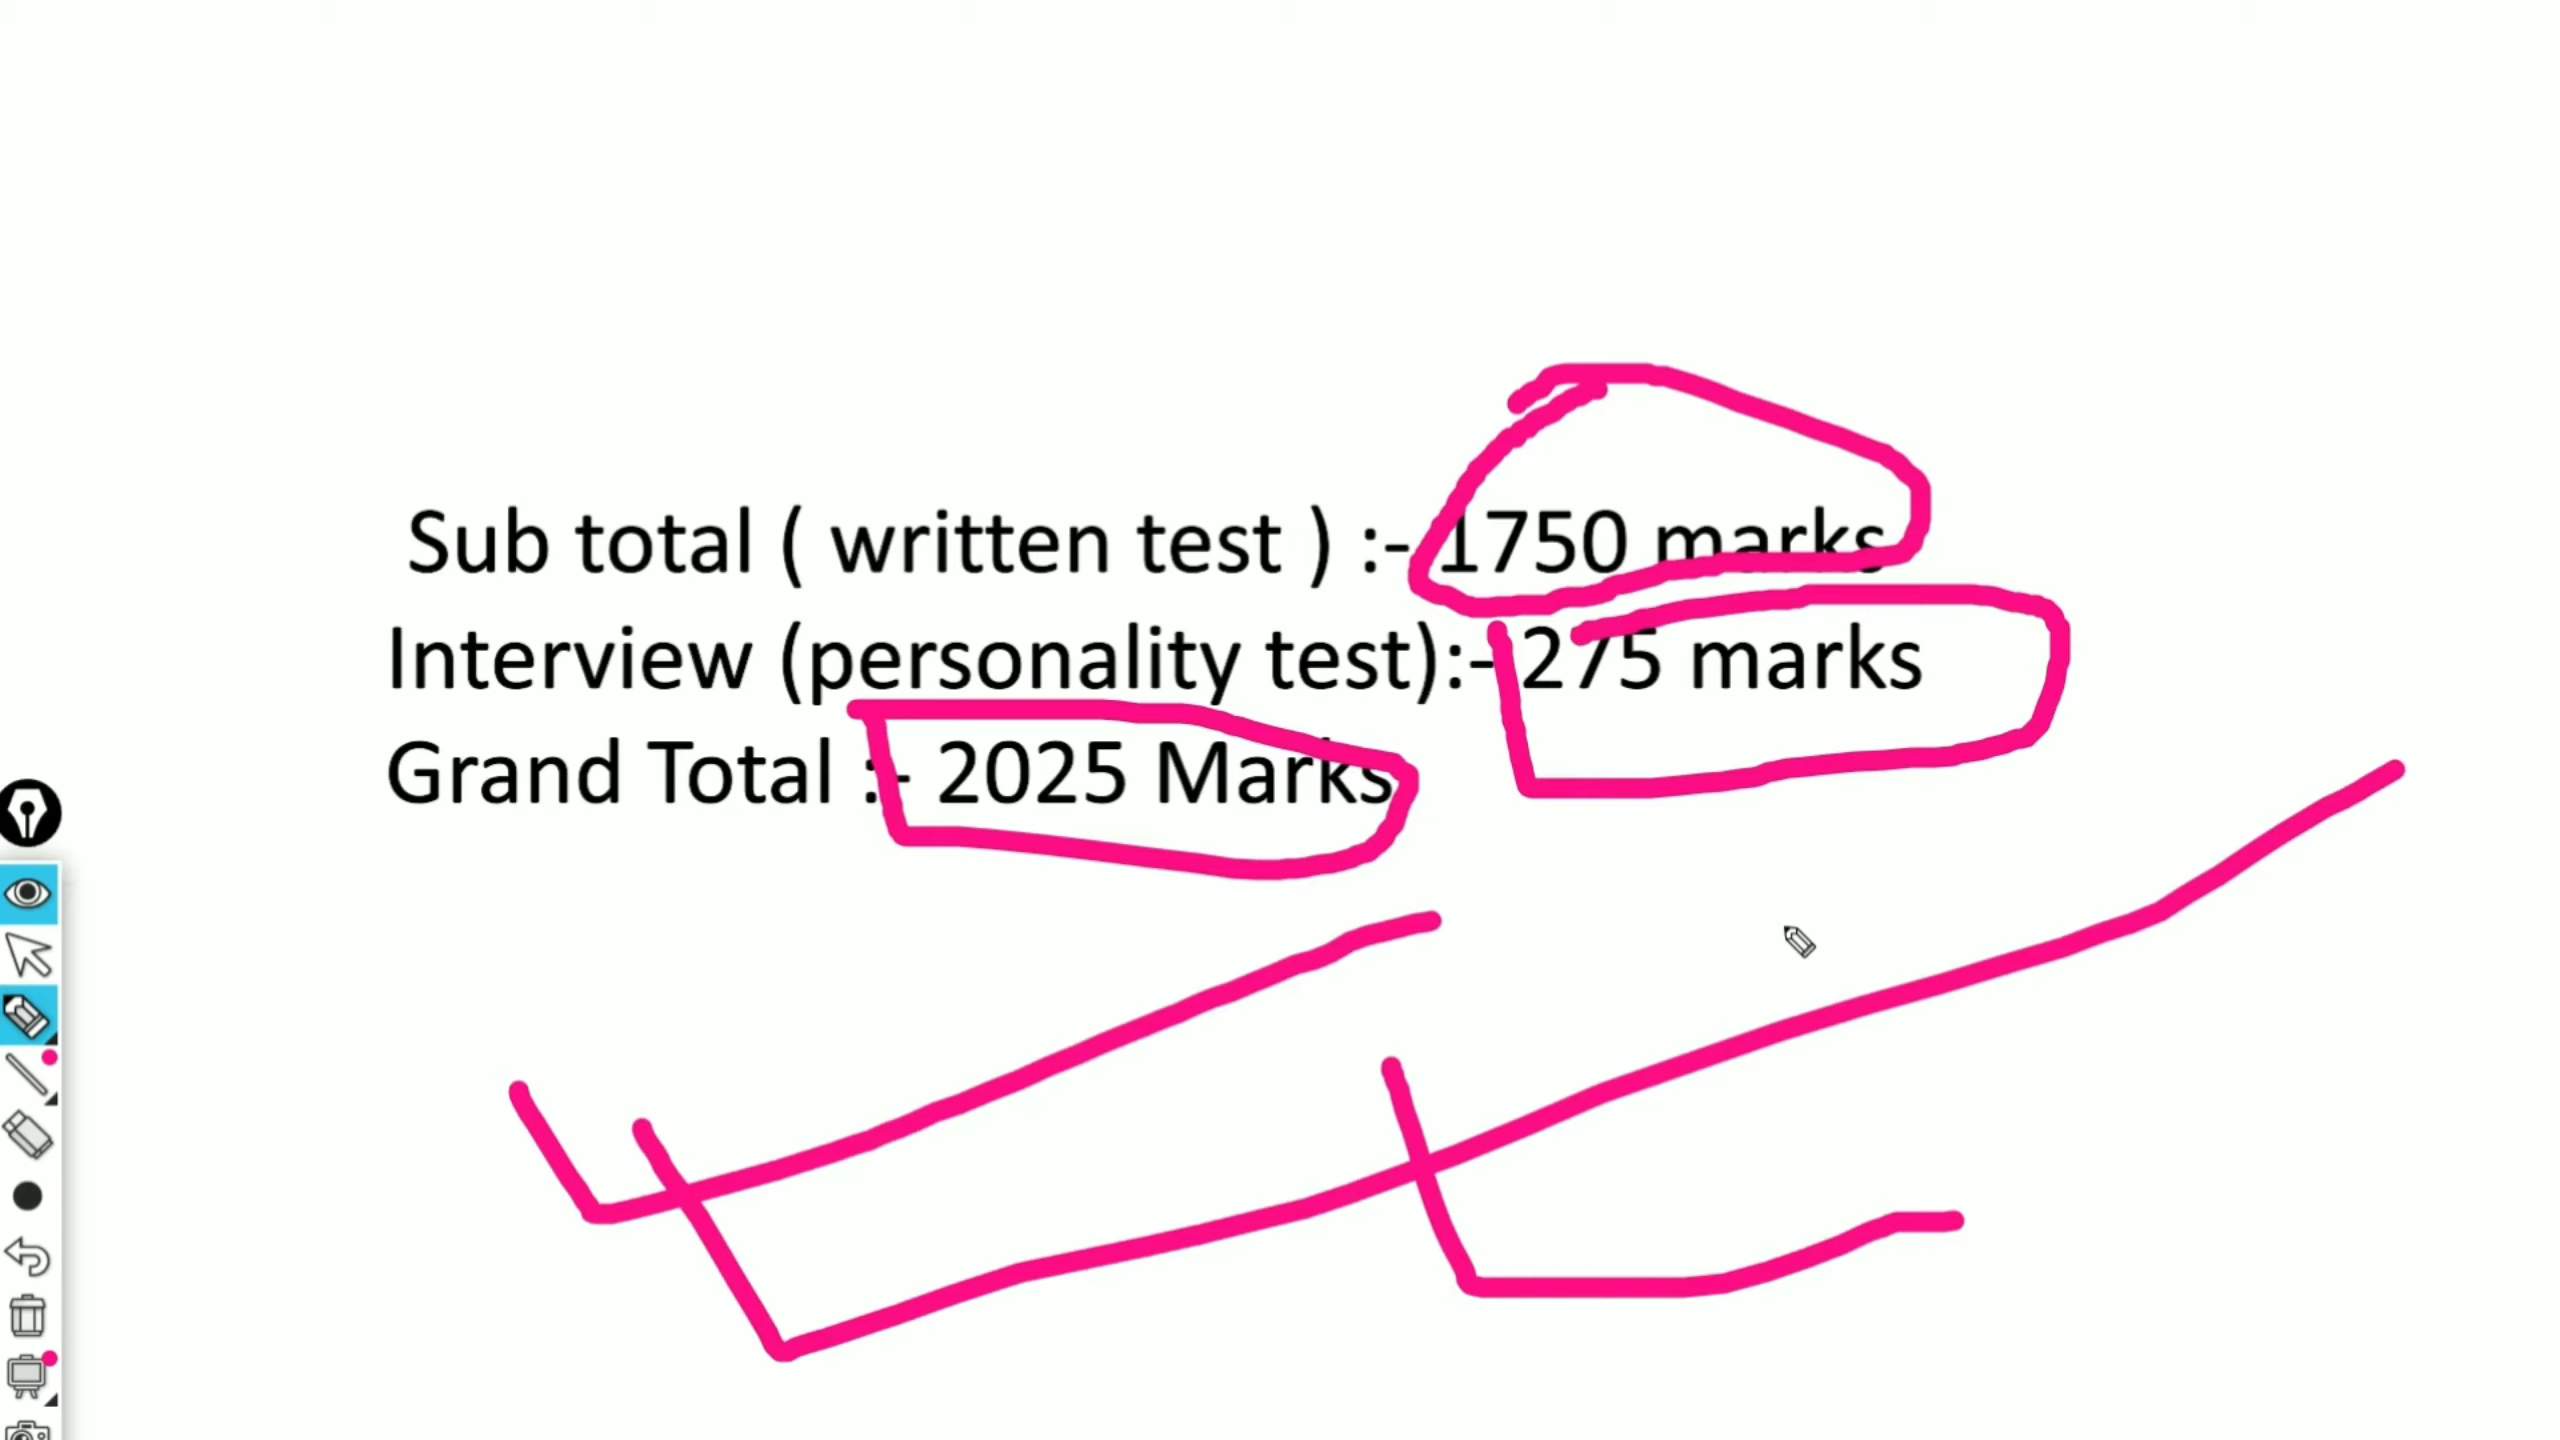 Sub total ( written test ) :- 1750 marks
Interview (personality test):- 275 marks
Grand Total :- 2025 Marks